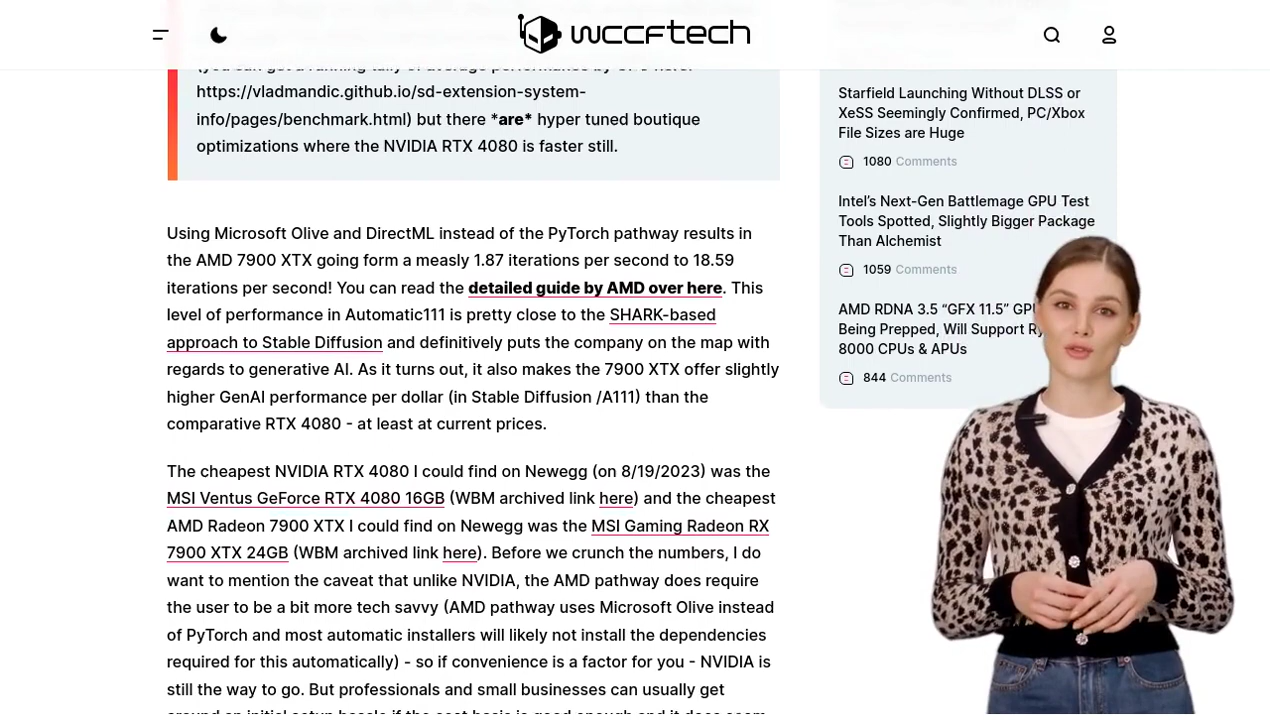 wccftech
https://vladmandic.github.io/sd-extension-system-
info/pages/benchmark.html) but there *are* hyper tuned boutique
optimizations where the NVIDIA RTX 4080 is faster still.
Using Microsoft Olive and DirectML instead of the PyTorch pathway results in
the AMD 7900 XTX going form a measly 1.87 iterations per second to 18.59
iterations per second! You can read the detailed guide by AMD over here. This
level of performance in Automatic111 is pretty close to the SHARK-based
approach to Stable Diffusion and definitively puts the company on the map with
regards to generative AI. As it turns out, it also makes the 7900 XTX offer slightly
higher GenAI performance per dollar (in Stable Diffusion /A111) than the
comparative RTX 4080 - at least at current prices.
The cheapest NVIDIA RTX 4080 I could find on Newegg (on 8/19/2023) was the
MSI Ventus GeForce RTX 4080 16GB (WBM archived link here) and the cheapest
AMD Radeon 7900 XTX I could find on Newegg was the MSI Gaming Radeon RX
7900 XTX 24GB (WBM archived link here). Before we crunch the numbers, I do
want to mention the caveat that unlike NVIDIA, the AMD pathway does require
the user to be a bit more tech savvy (AMD pathway uses Microsoft Olive instead
of PyTorch and most automatic installers will likely not install the dependencies
required for this automatically) - so if convenience is a factor for you - NVIDIA is
still the way to go. But professionals and small businesses can usually get
Starfield Launching Without DLSS or
XeSS Seemingly Confirmed, PC/Xbox
File Sizes are Huge
1080 Comments
Intel's Next-Gen Battlemage GPU Test
Tools Spotted, Slightly Bigger Package
Than Alchemist
1059 Comments
AMD RDNA 3.5 “GFX 11.5”
Being Prepped, Will Support
8000 CPUs & APUs
844 Comments